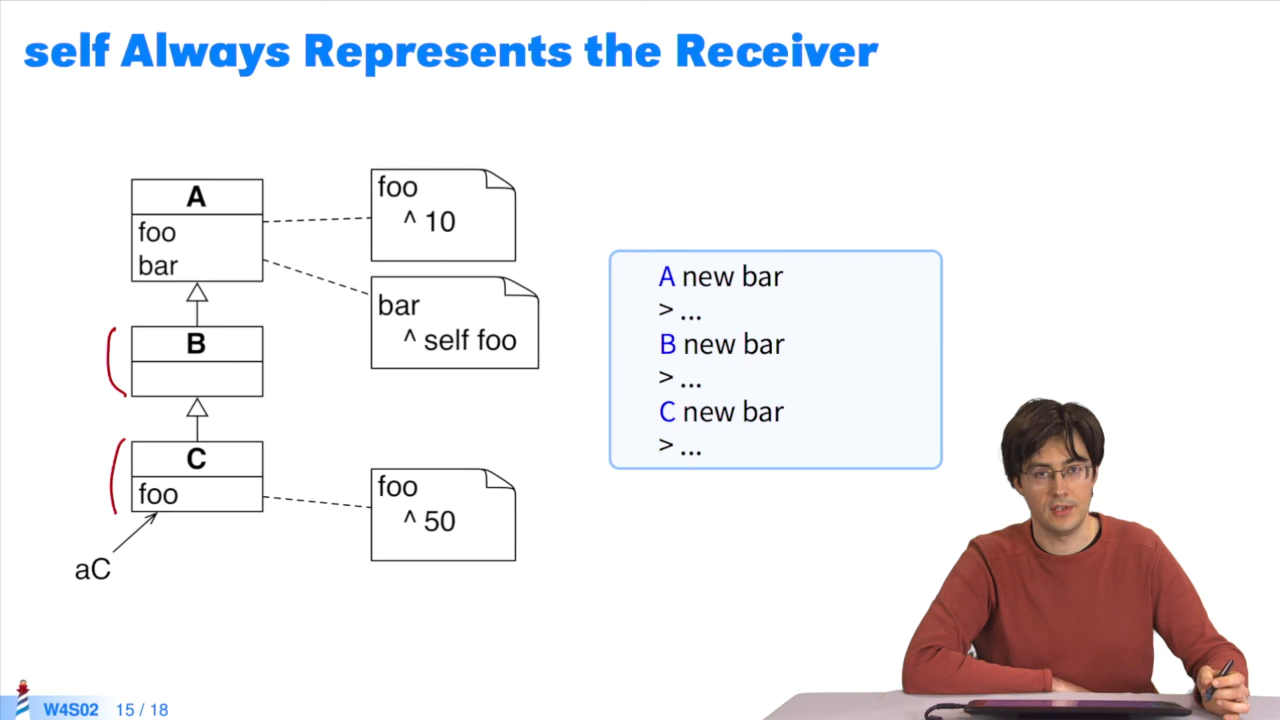 self Always Represents the Receiver
A
foo
bar
foo
^ 10
bar
^ self foo
B
C
foo
foo
^ 50
aC
A new bar
> ...
B new bar
> ...
C new bar
> ...
W4S02 15 / 18